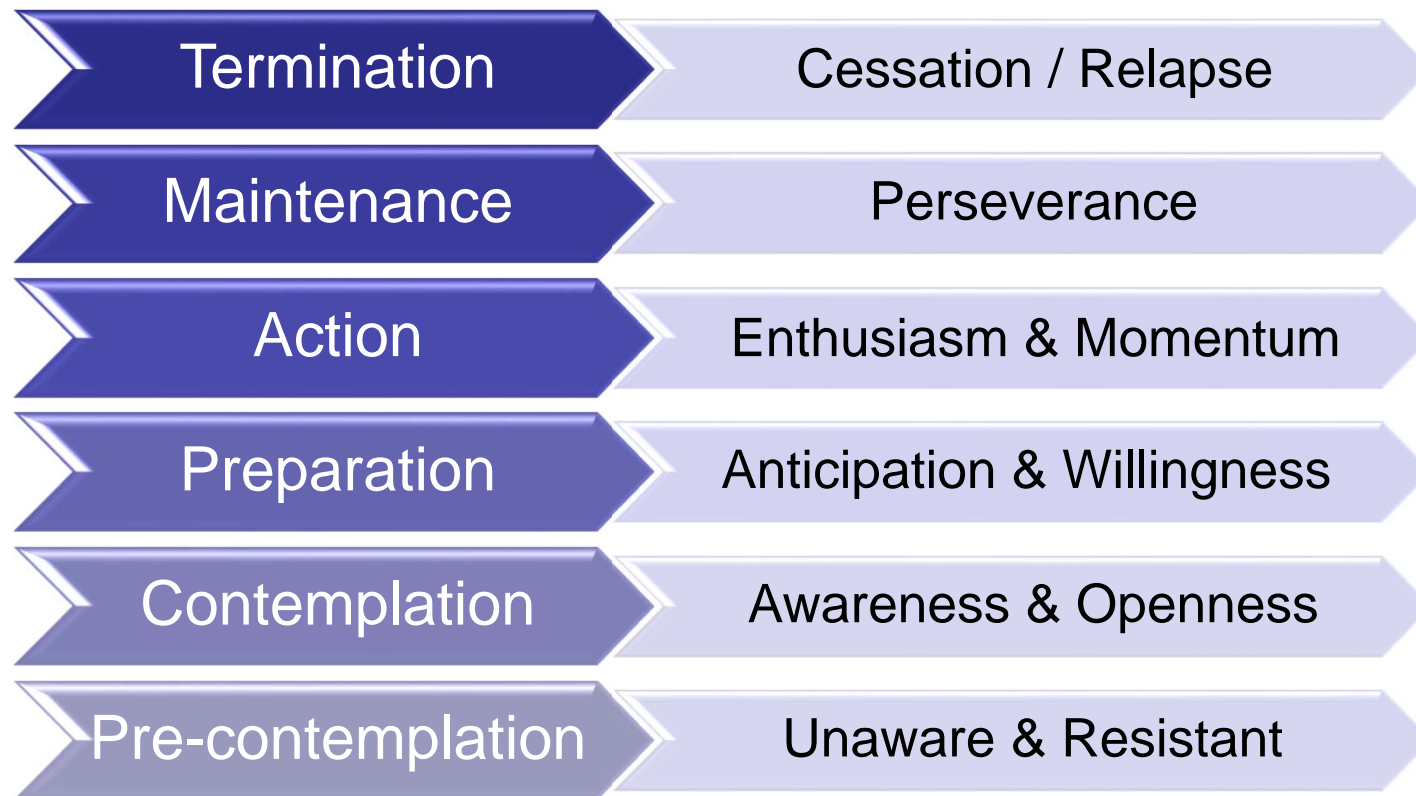 Termination
Cessation / Relapse
Maintenance
Perseverance
Action
Enthusiasm & Momentum
Preparation
Anticipation & Willingness
Contemplation
Awareness & Openness
Pre-contemplation
Unaware & Resistant